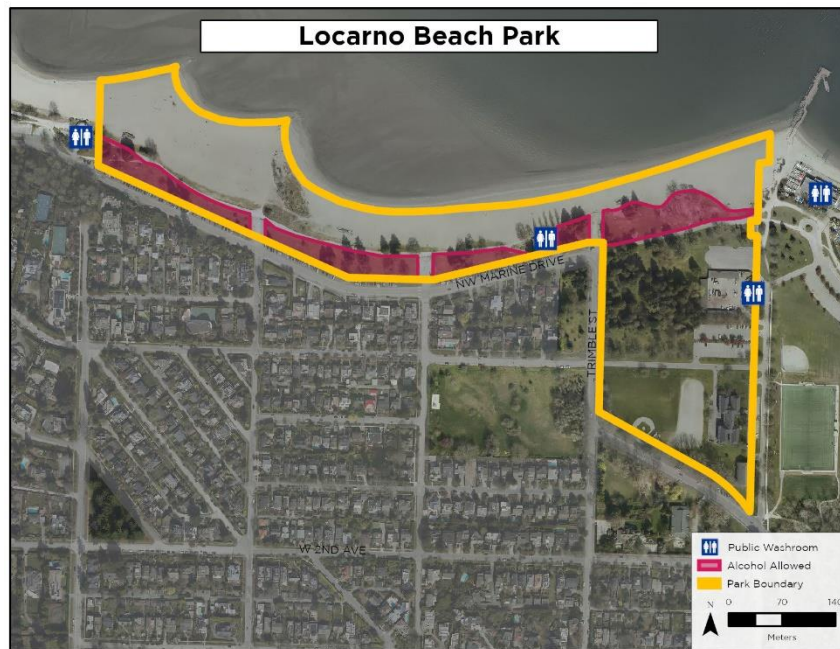 Locarno Beach Park
NW MARINE DRIVE
TRIMBLE ST
W 2ND AVE
Public Washroom
Alcohol Allowed
Park Boundary
N
0 70 140
Meters